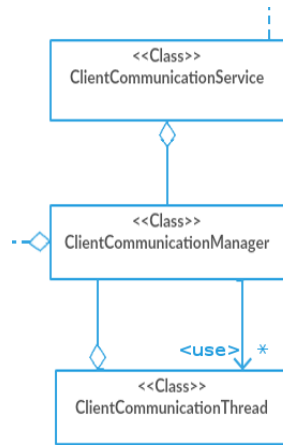 <<Class>>
ClientCommunicationService
<<Class>>
ClientCommunicationManager
<use> *
<<Class>>
ClientCommunicationThread